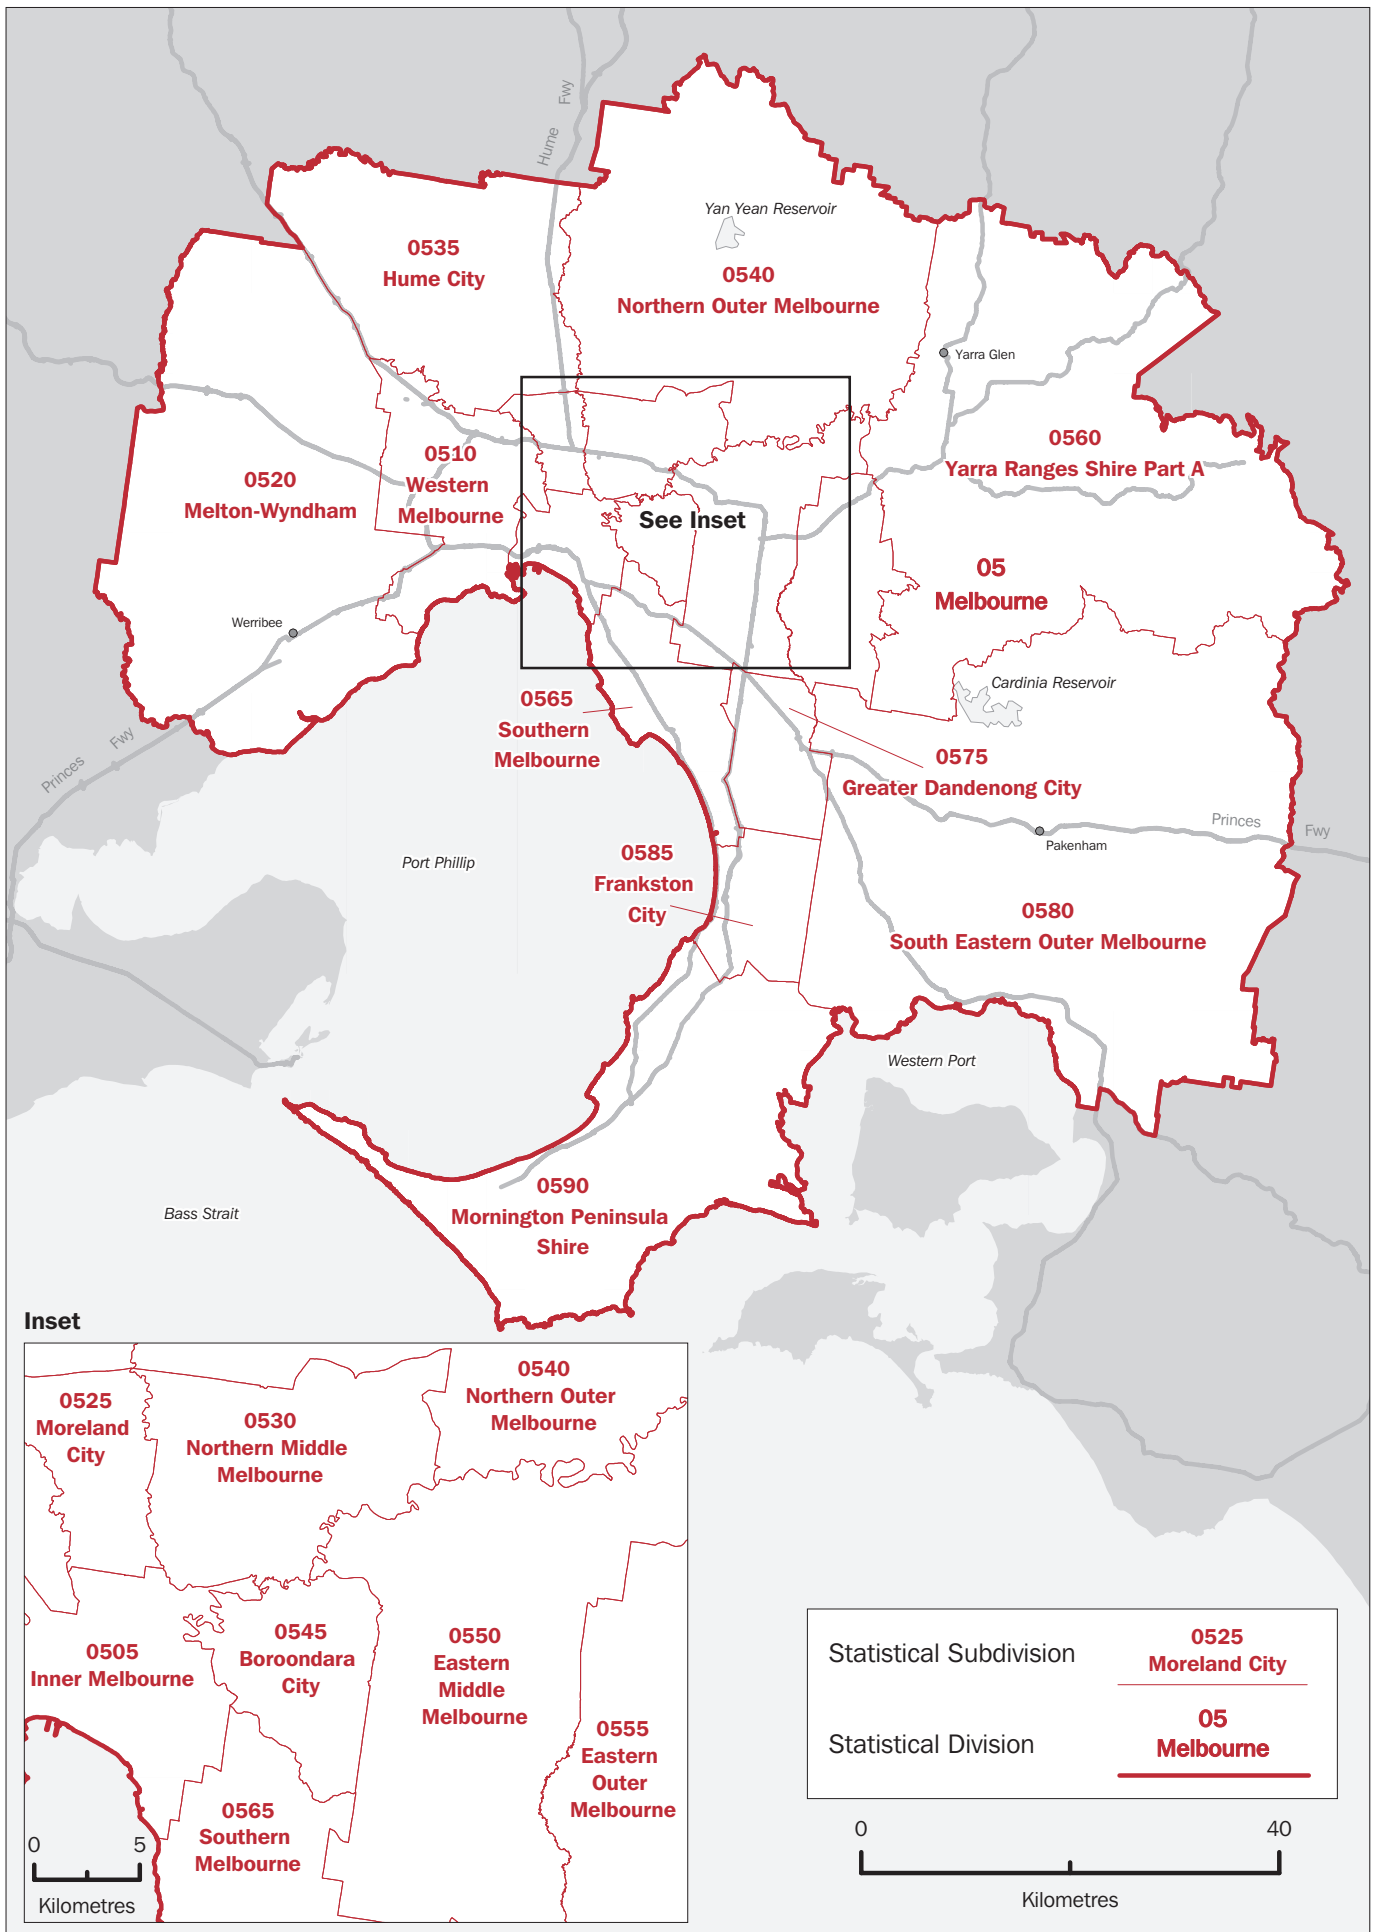 Hume Fwy
Yan Yean Reservoir
0535
Hume City
0540
Northern Outer Melbourne
Yarra Glen
0560
Yarra Ranges Shire Part A
0510
Western
Melbourne
0520
Melton-Wyndham
See Inset
05
Melbourne
Werribee
Cardinia Reservoir
0565
Southern
Melbourne
Princes Fwy
0575
Greater Dandenong City
Princes Fwy
Pakenham
Port Phillip
0585
Frankston
City
0580
South Eastern Outer Melbourne
Western Port
0590
Mornington Peninsula
Shire
Bass Strait
Inset
0525
Moreland
City
0530
Northern Middle
Melbourne
0540
Northern Outer
Melbourne
0505
Inner Melbourne
0545
Boroondara
City
0550
Eastern
Middle
Melbourne
0555
Eastern
Outer
Melbourne
0565
Southern
Melbourne
0 5
Kilometres
Statistical Subdivision
0525
Moreland City
Statistical Division
05
Melbourne
0 40
Kilometres